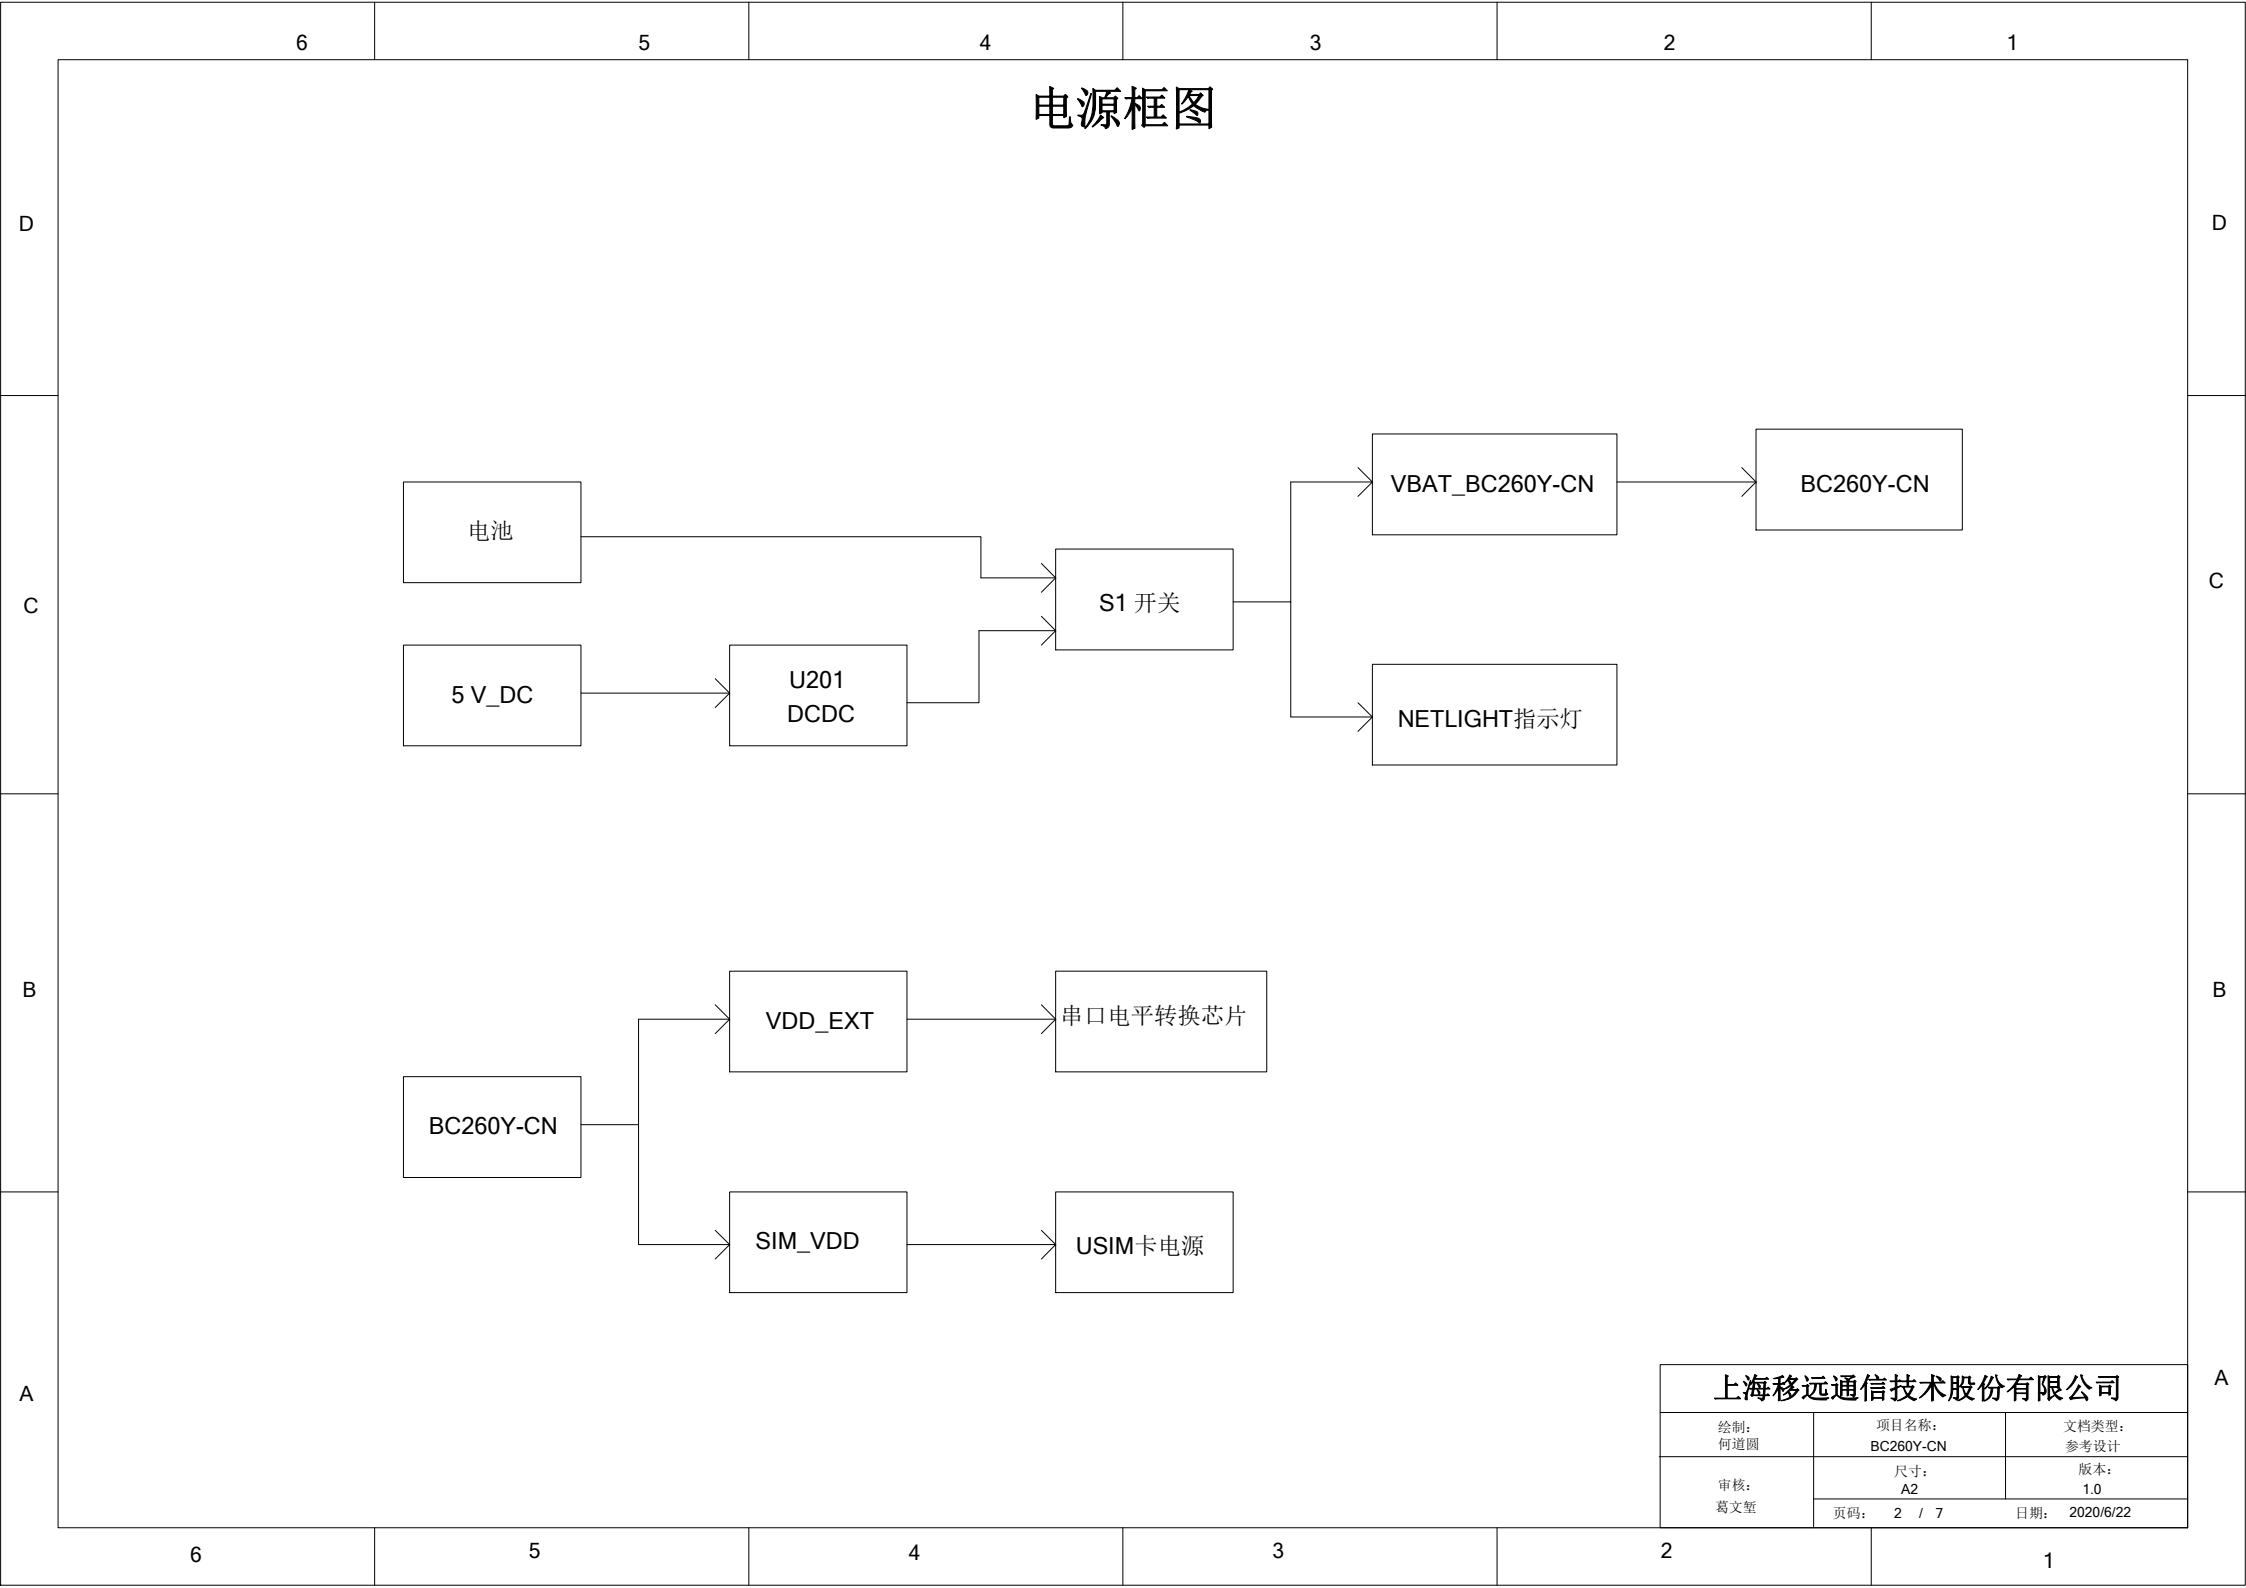 6 5 4 3 2 1
电源框图
D D
电池
VBAT_BC260Y-CN
BC260Y-CN
C C
S1 开关
5 V_DC
U201
DCDC
NETLIGHT指示灯
B B
VDD_EXT
串口电平转换芯片
BC260Y-CN
SIM_VDD
USIM卡电源
A A
上海移远通信技术股份有限公司
绘制:
何道圆
项目名称:
BC260Y-CN
文档类型:
参考设计
审核:
葛文堑
尺寸:
A2
版本:
1.0
页码: 2 / 7
日期: 2020/6/22
6 5 4 3 2 1